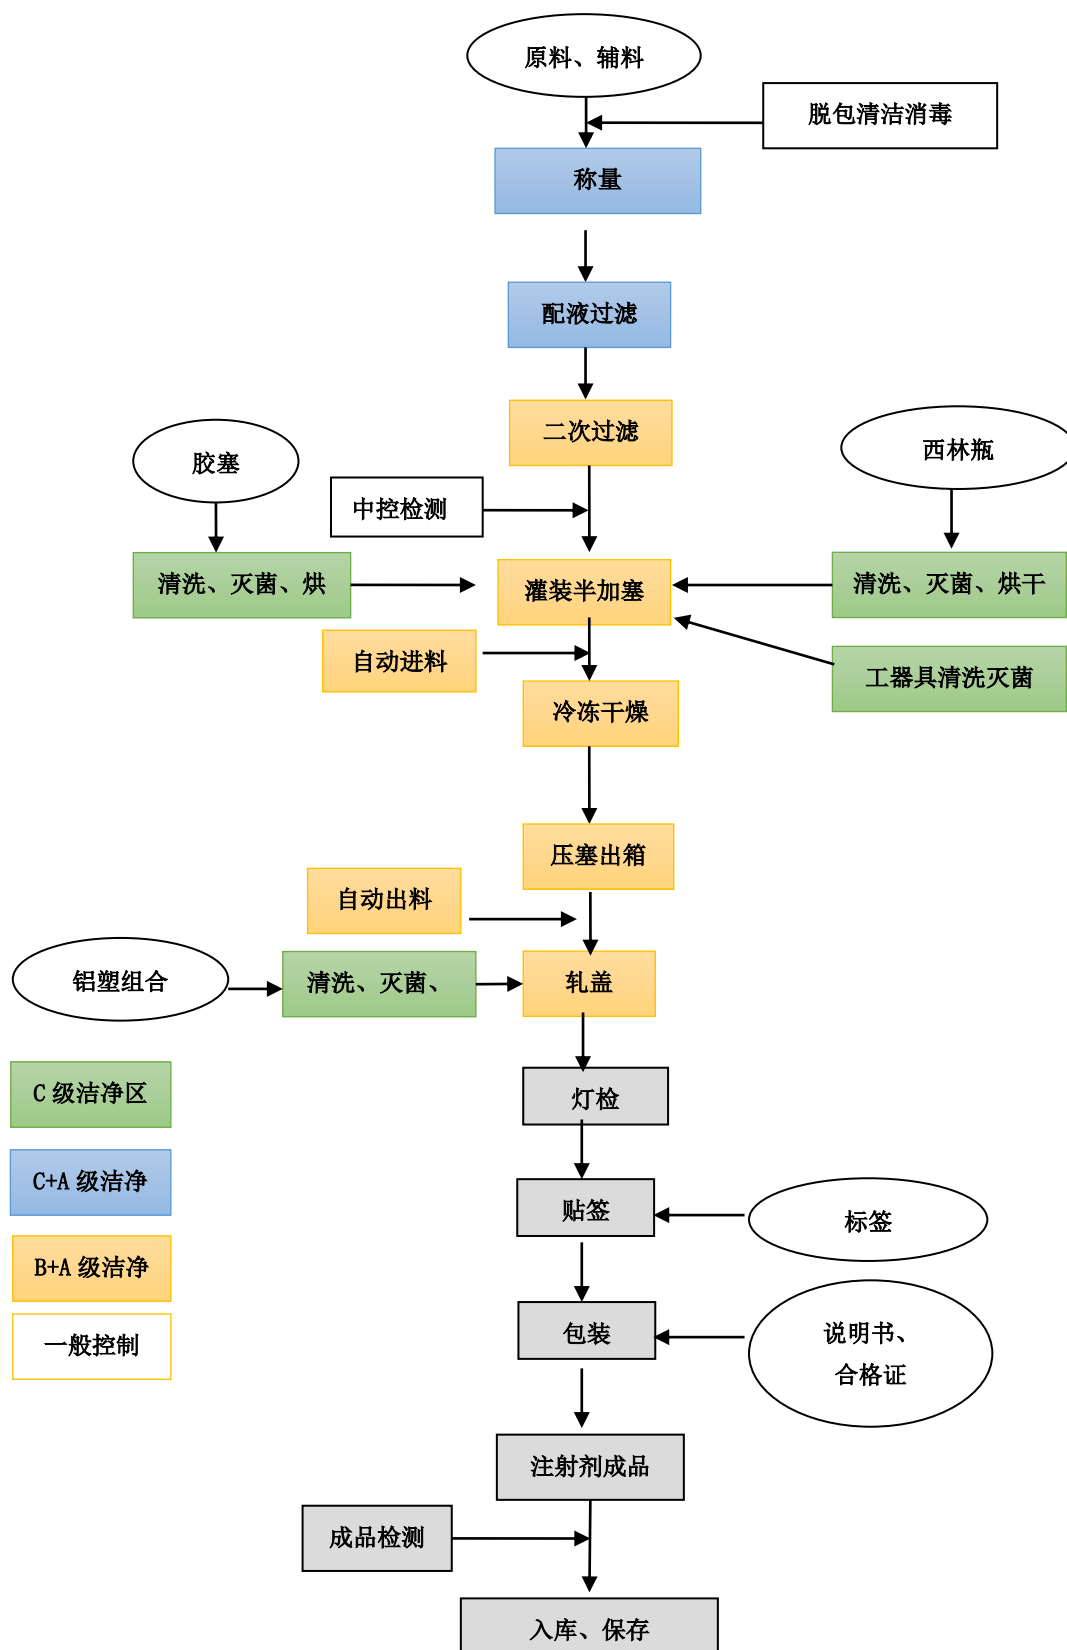 原料、辅料
脱包清洁消毒
称量
配液过滤
二次过滤
胶塞
西林瓶
中控检测
清洗、灭菌、烘
灌装半加塞
清洗、灭菌、烘干
自动进料
工器具清洗灭菌
冷冻干燥
压塞出箱
自动出料
铝塑组合
清洗、灭菌、
轧盖
C 级洁净区
灯检
C+A 级洁净
贴签
标签
B+A 级洁净
一般控制
包装
说明书、
合格证
注射剂成品
成品检测
入库、保存